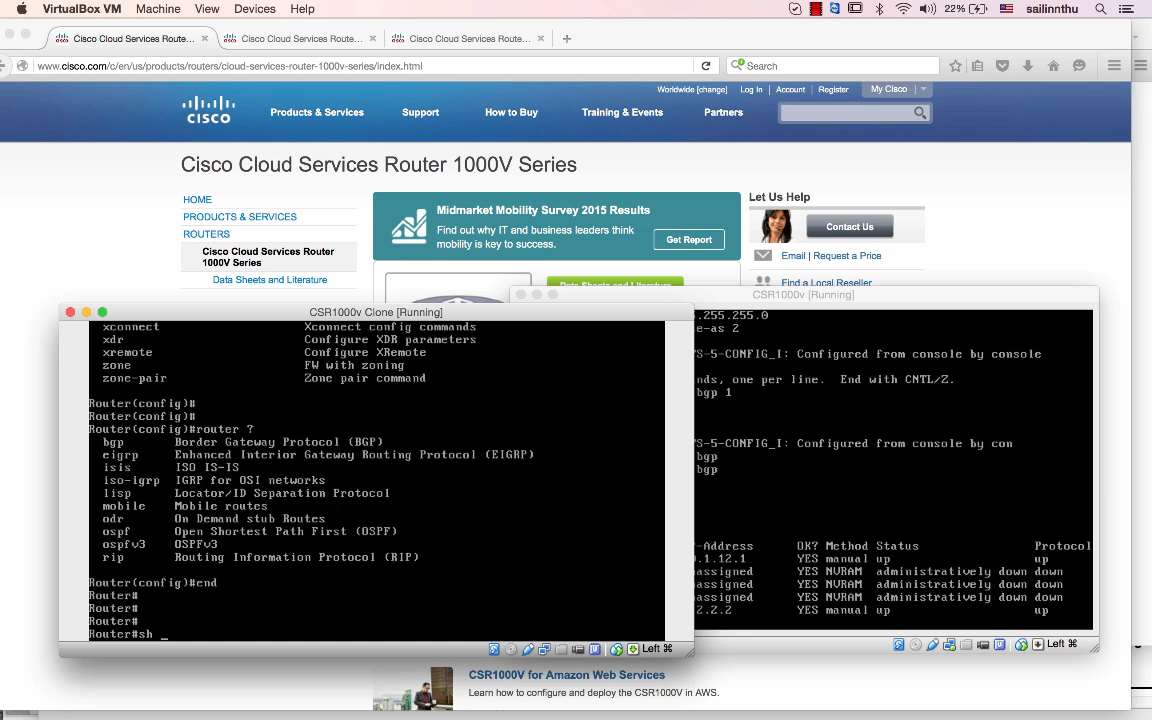 VirtualBox VM Machine View Devices Help
22% sailinnthu
Cisco Cloud Services Route... × Cisco Cloud Services Route... × Cisco Cloud Services Route... × +
www.cisco.com/c/en/us/products/routers/cloud-services-router-1000v-series/index.html
Search
Worldwide [change] Log In Account Register My Cisco
CISCO
Products & Services Support How to Buy Training & Events Partners
Cisco Cloud Services Router 1000V Series
HOME
PRODUCTS & SERVICES
ROUTERS
Cisco Cloud Services Router
1000V Series
Data Sheets and Literature
Midmarket Mobility Survey 2015 Results
Find out why IT and business leaders think
mobility is key to success.
Get Report
Let Us Help
Contact Us
Email | Request a Price
Find a Local Reseller
Data Sheets and Literature
CSR1000v Clone [Running]
xconnect Xconnect config commands
xdr Configure XDR parameters
xremote Configure XRemote
zone FW with zoning
zone-pair Zone pair command
Router(config)#
Router(config)#
Router(config)#router ?
bgp Border Gateway Protocol (BGP)
eigrp Enhanced Interior Gateway Routing Protocol (EIGRP)
isis ISO IS-IS
iso-igrp IGRP for OSI networks
lisp Locator/ID Separation Protocol
mobile Mobile routes
odr On Demand stub Routes
ospf Open Shortest Path First (OSPF)
ospfv3 OSPFv3
rip Routing Information Protocol (RIP)
Router(config)#end
Router#
Router#
Router#
Router#sh _
Left ⌘
CSR1000v [Running]
.255.255.0
e-as 2
S-5-CONFIG_I: Configured from console by console
nds, one per line. End with CNTL/Z.
bgp 1
S-5-CONFIG_I: Configured from console by con
bgp
bgp
-Address OK? Method Status Protocol
.1.12.1 YES manual up up
assigned YES NVRAM administratively down down
assigned YES NVRAM administratively down down
assigned YES NVRAM administratively down down
.2.2.2 YES manual up up
Left ⌘
CSR1000V for Amazon Web Services
Learn how to configure and deploy the CSR1000V in AWS.